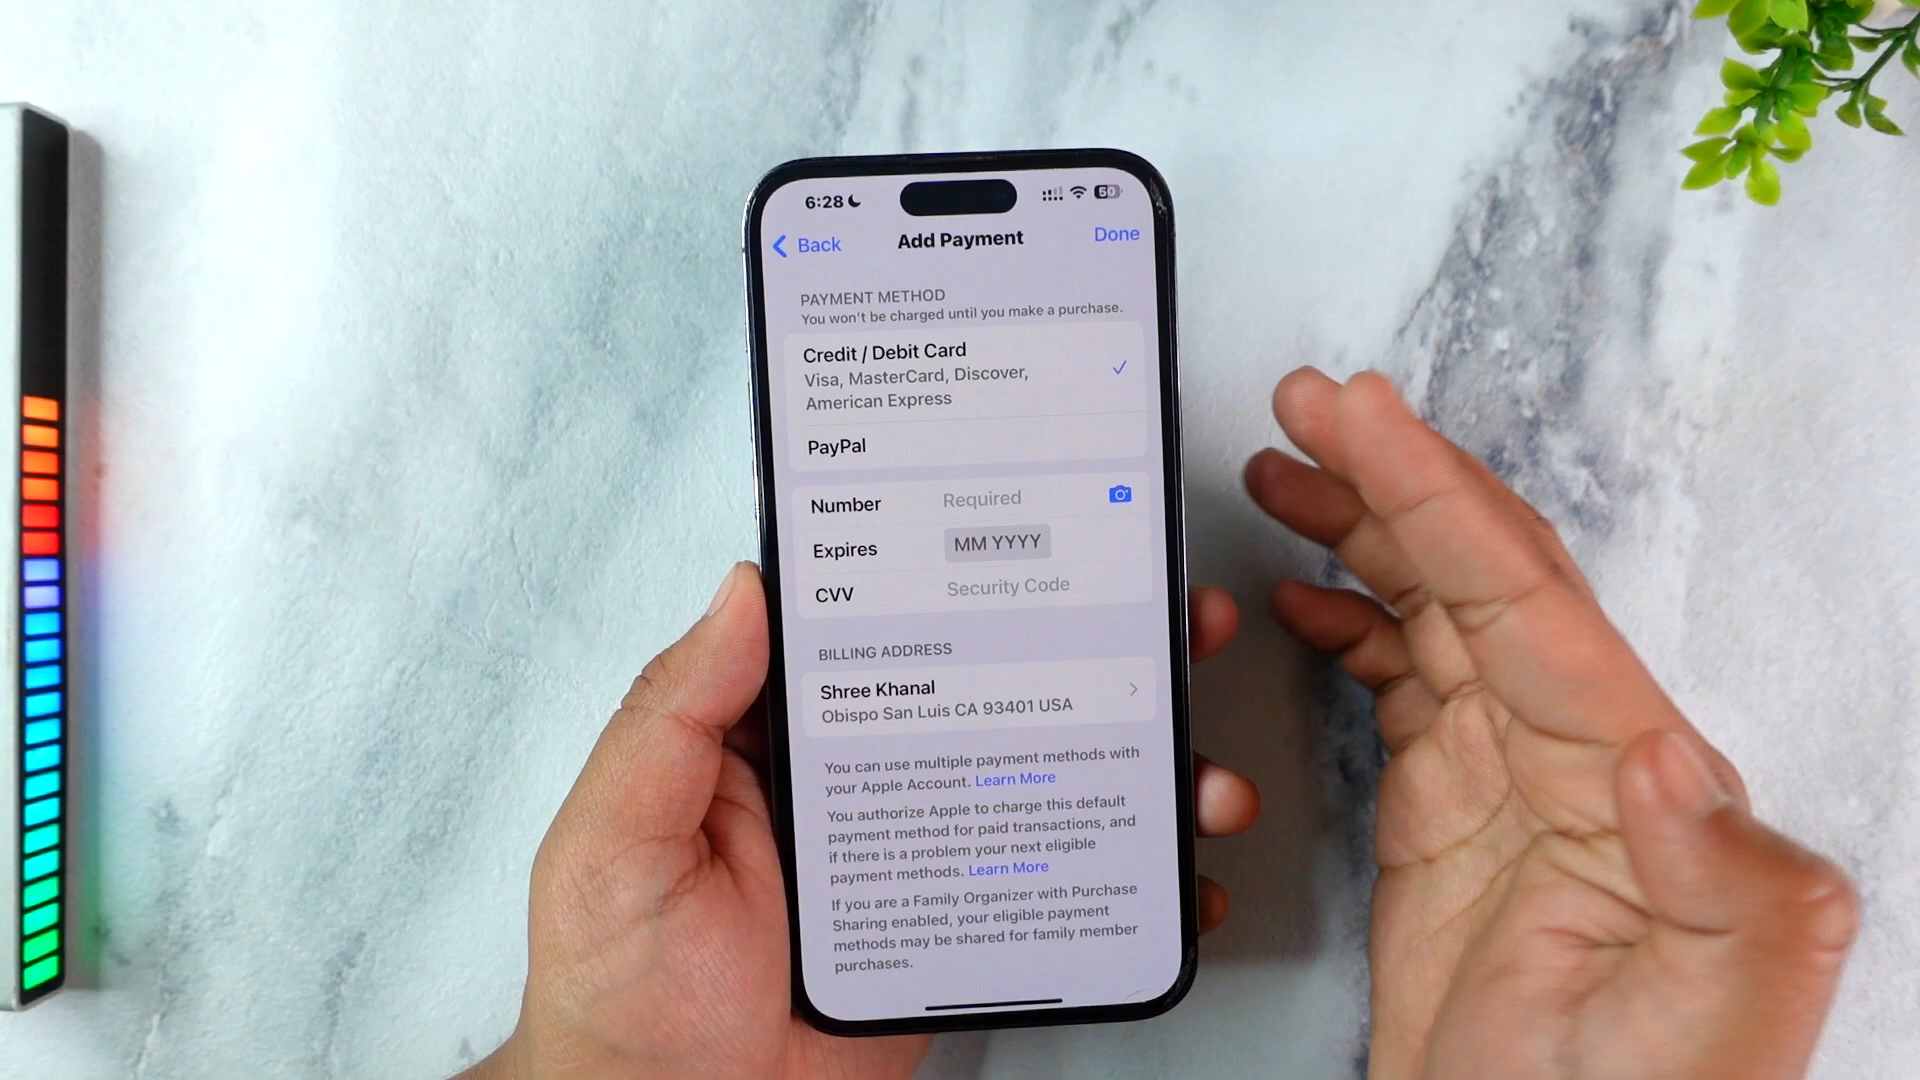 6:28
50
Back
Add Payment
Done
PAYMENT METHOD
You won't be charged until you make a purchase.
Credit / Debit Card
Visa, MasterCard, Discover,
American Express
PayPal
Number Required
Expires MM YYYY
CVV Security Code
BILLING ADDRESS
Shree Khanal
Obispo San Luis CA 93401 USA
You can use multiple payment methods with
your Apple Account. Learn More
You authorize Apple to charge this default
payment method for paid transactions, and
if there is a problem your next eligible
payment methods. Learn More
If you are a Family Organizer with Purchase
Sharing enabled, your eligible payment
methods may be shared for family member
purchases.